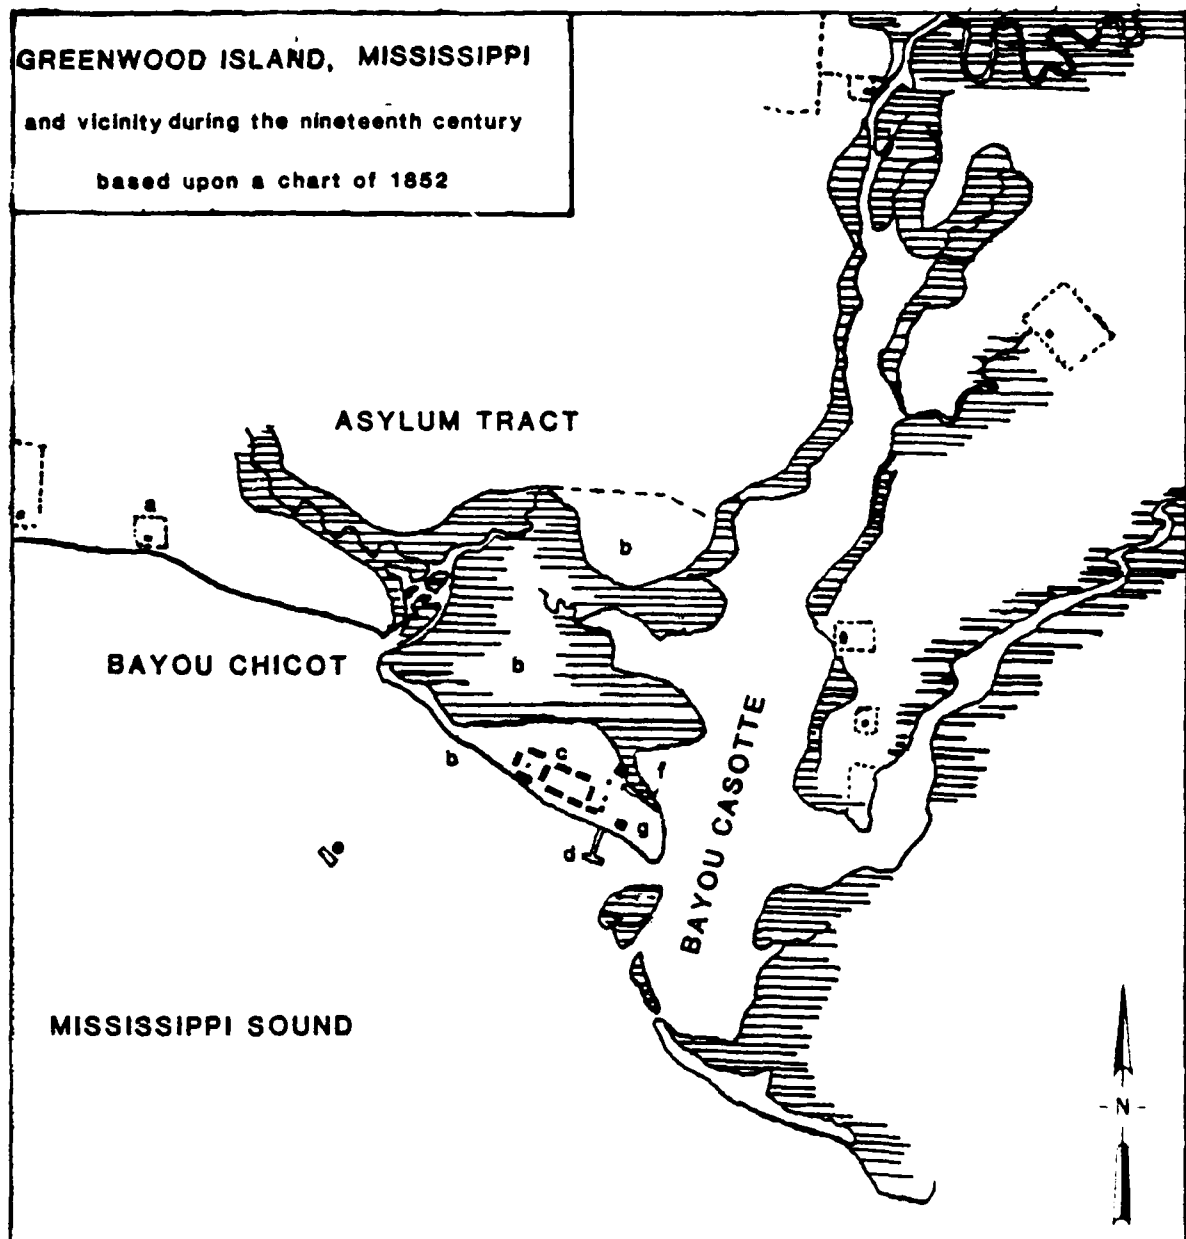 GREENWOOD ISLAND, MISSISSIPPI
and vicinity during the nineteenth century
based upon a chart of 1852
ASYLUM TRACT
a
b
BAYOU CHICOT
b
b
c
f
g
d
BAYOU CASOTTE
MISSISSIPPI SOUND
N